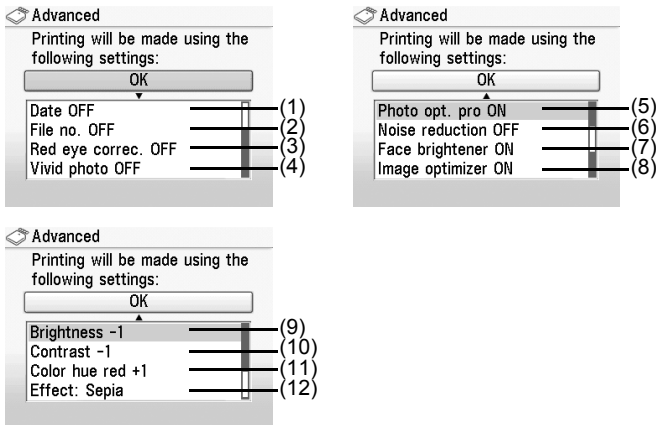 Advanced
Printing will be made using the
following settings:
OK
Date OFF (1)
File no. OFF (2)
Red eye correc. OFF (3)
Vivid photo OFF (4)
Advanced
Printing will be made using the
following settings:
OK
Photo opt. pro ON (5)
Noise reduction OFF (6)
Face brightener ON (7)
Image optimizer ON (8)
Advanced
Printing will be made using the
following settings:
OK
Brightness -1 (9)
Contrast -1 (10)
Color hue red +1 (11)
Effect: Sepia (12)